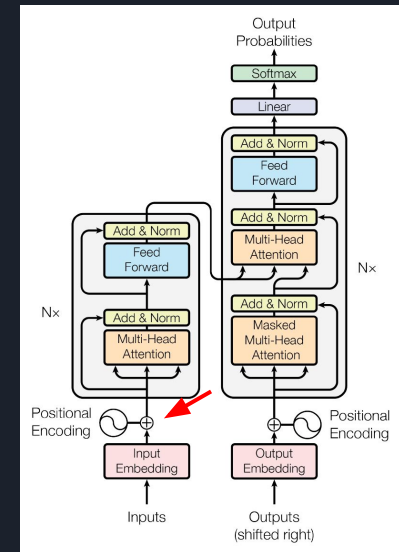 Output
Probabilities
Softmax
Linear
Add & Norm
Feed
Forward
Add & Norm
Multi-Head
Attention
Add & Norm
Masked
Multi-Head
Attention
Nx
Positional
Encoding
Output
Embedding
Outputs
(shifted right)
Add & Norm
Feed
Forward
Add & Norm
Multi-Head
Attention
Nx
Positional
Encoding
Input
Embedding
Inputs